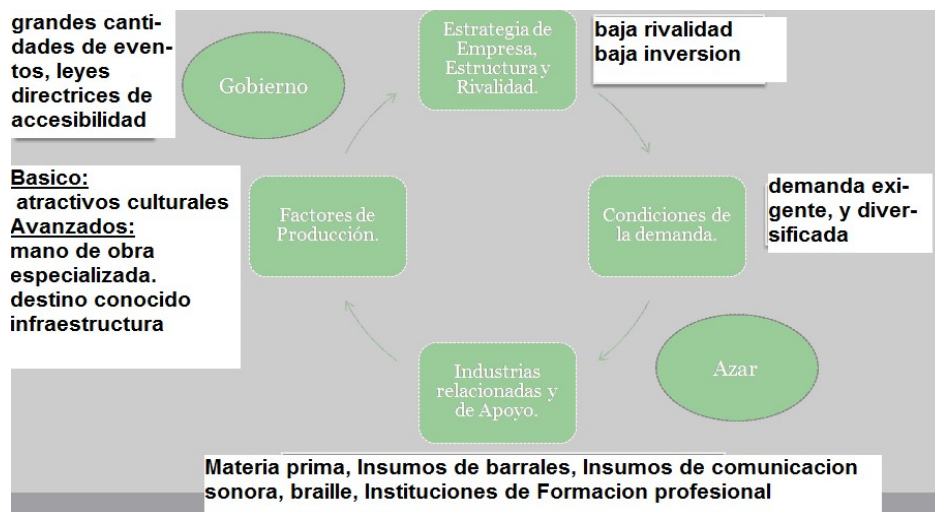 grandes canti-
dades de even-
tos, leyes
directrices de
accesibilidad
Gobierno
Estrategia de
Empresa,
Estructura y
Rivalidad.
baja rivalidad
baja inversion
Basico:
atractivos culturales
Avanzados:
mano de obra
especializada.
destino conocido
infraestructura
Factores de
Producción.
Condiciones de
la demanda.
demanda exi-
gente, y diver-
sificada
Industrias
relacionadas y
de Apoyo.
Azar
Materia prima, Insumos de barrales, Insumos de comunicacion
sonora, braille, Instituciones de Formacion profesional